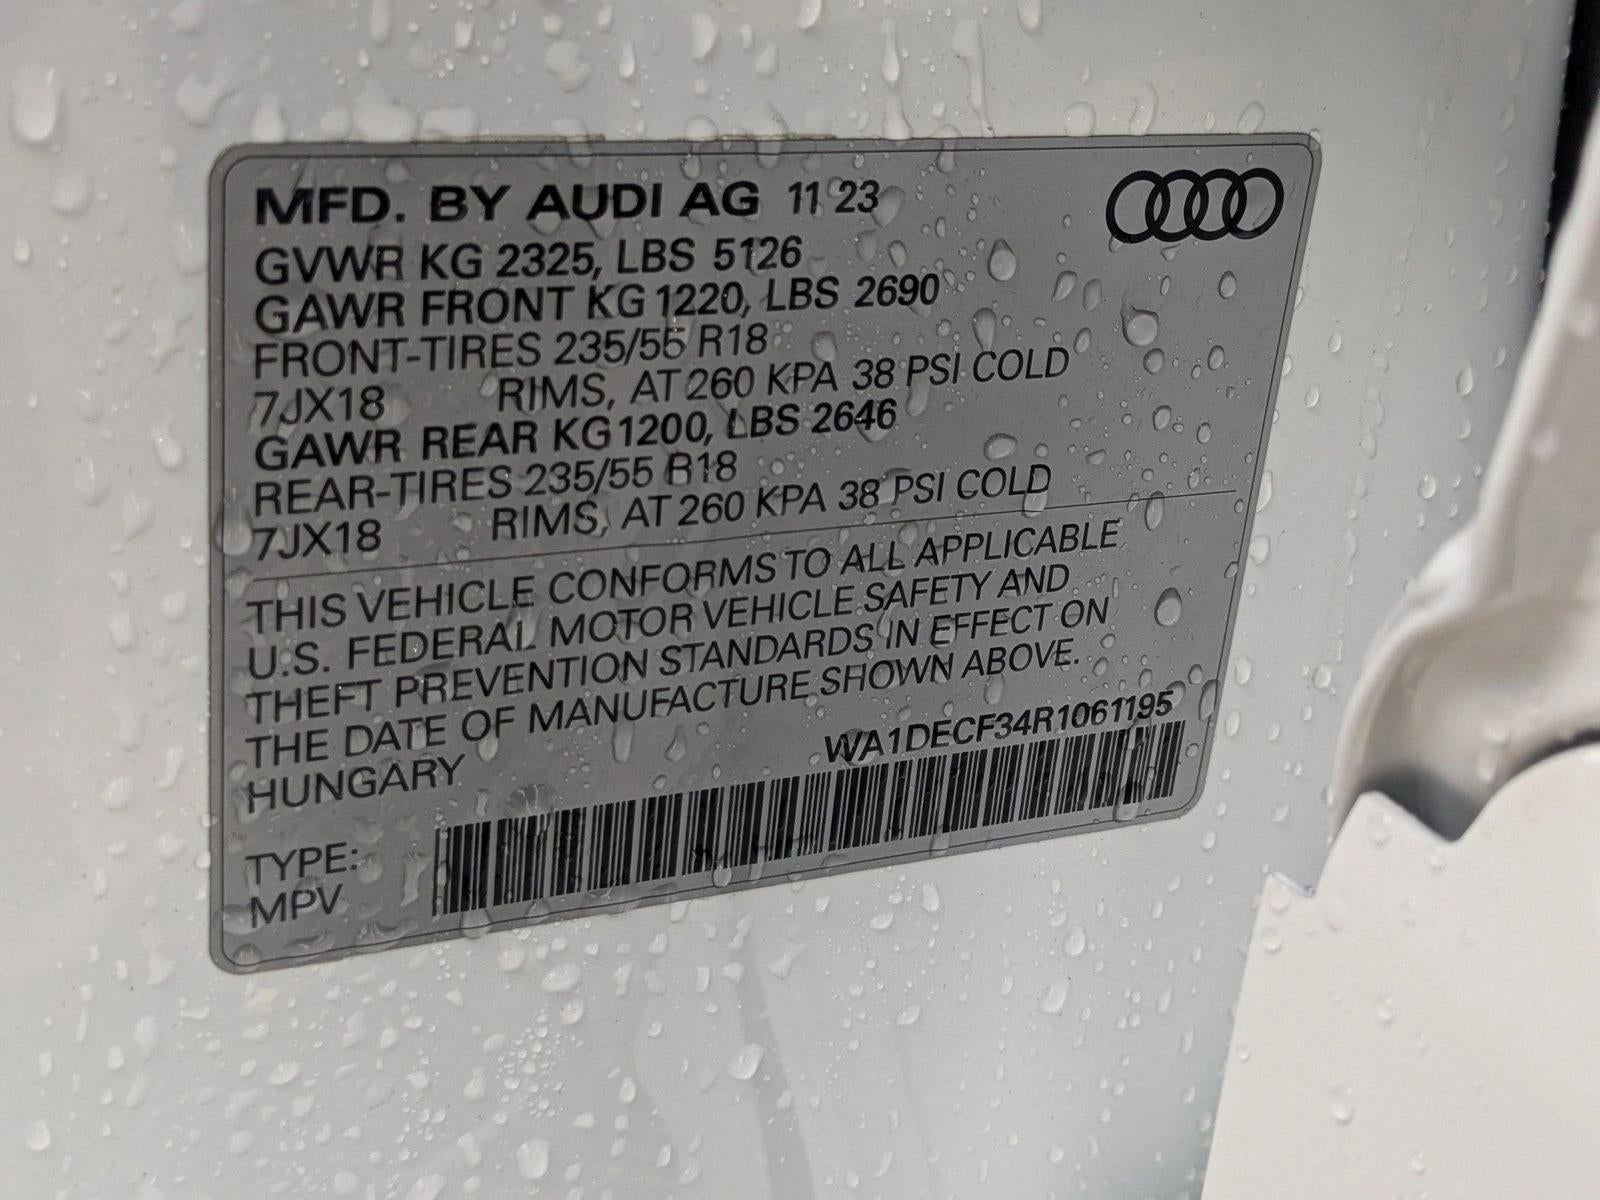 MFD. BY AUDI AG 11 23
GVWR KG 2325, LBS 5126
GAWR FRONT KG 1220, LBS 2690
FRONT-TIRES 235/55 R18
7JX18 RIMS, AT 260 KPA 38 PSI COLD
GAWR REAR KG 1200, LBS 2646
REAR-TIRES 235/55 R18
7JX18 RIMS, AT 260 KPA 38 PSI COLD
THIS VEHICLE CONFORMS TO ALL APPLICABLE
U.S. FEDERAL MOTOR VEHICLE SAFETY AND
THEFT PREVENTION STANDARDS IN EFFECT ON
THE DATE OF MANUFACTURE SHOWN ABOVE.
HUNGARY
WA1DECF34R1061195
TYPE:
MPV